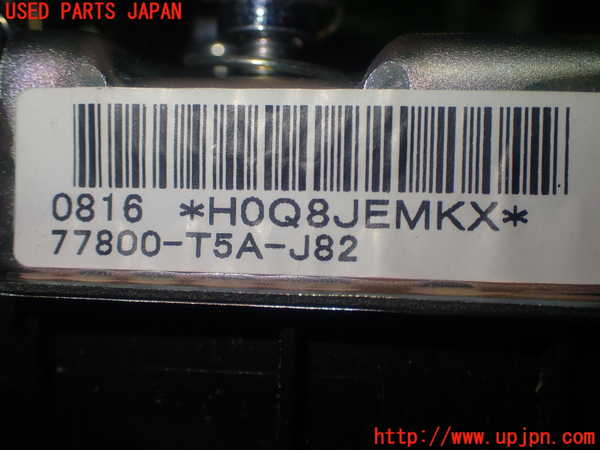 USED PARTS JAPAN
0816 *H0Q8JEMKX*
77800-T5A-J82
http://www.upjpn.com/